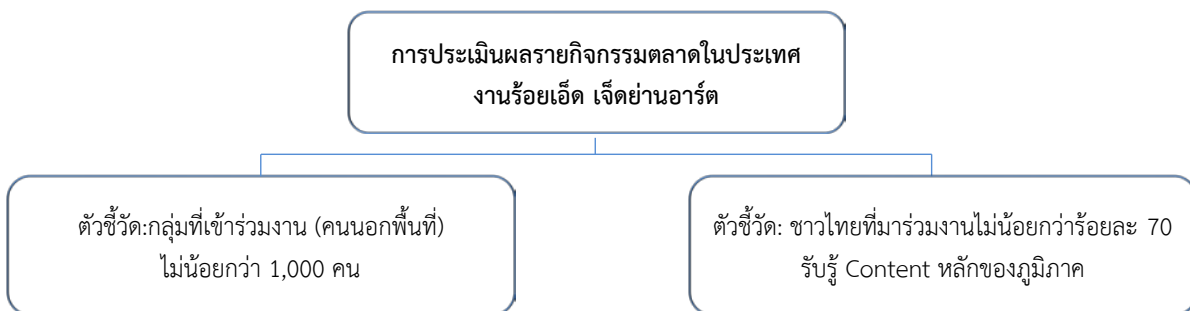 การประเมินผลรายกิจกรรมตลาดในประเทศ
งานร้อยเอ็ด เจ็ดย่านอาร์ต
ตัวชี้วัด:กลุ่มที่เข้าร่วมงาน (คนนอกพื้นที่)
ไม่น้อยกว่า 1,000 คน
ตัวชี้วัด: ชาวไทยที่มาร่วมงานไม่น้อยกว่าร้อยละ 70
รับรู้ Content หลักของภูมิภาค